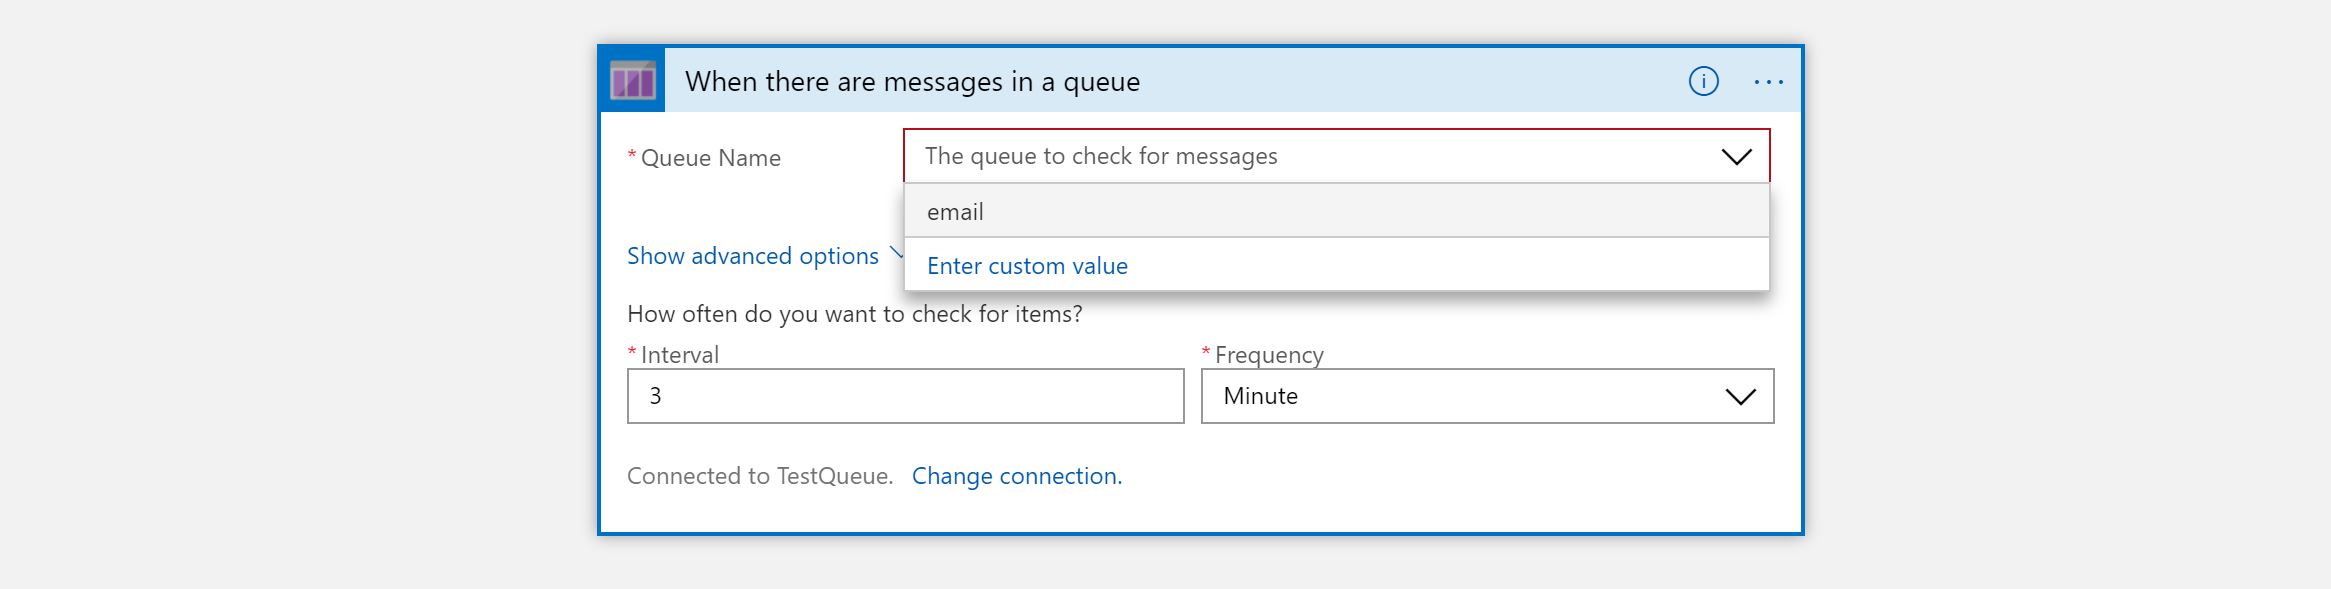 When there are messages in a queue
* Queue Name
The queue to check for messages
email
Enter custom value
Show advanced options
How often do you want to check for items?
* Interval
* Frequency
3
Minute
Connected to TestQueue. Change connection.